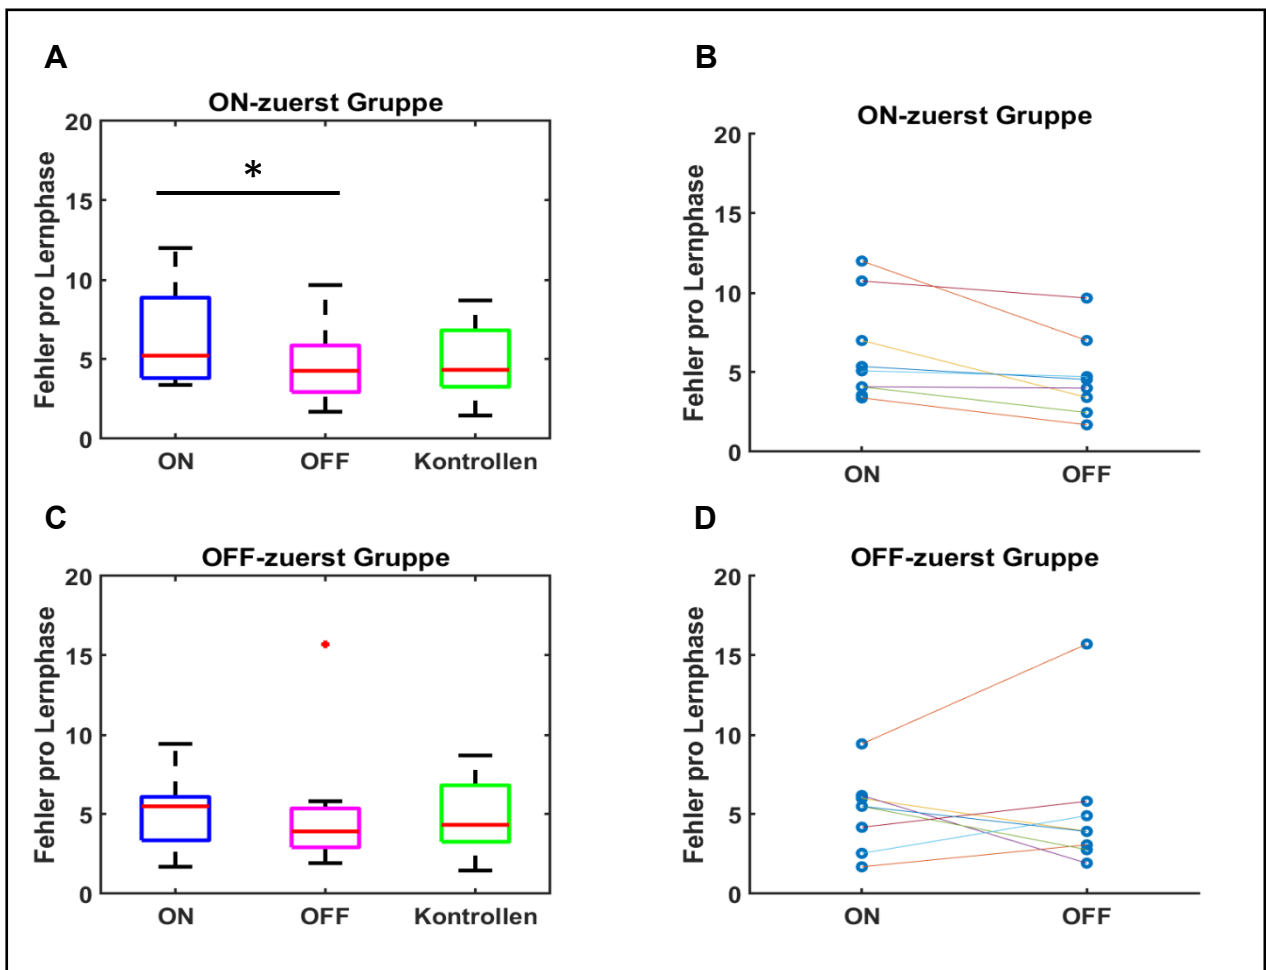 A
ON-zuerst Gruppe
*
Fehler pro Lernphase
20
15
10
5
0
ON OFF Kontrollen
B
ON-zuerst Gruppe
Fehler pro Lernphase
20
15
10
5
0
ON OFF
C
OFF-zuerst Gruppe
Fehler pro Lernphase
20
15
10
5
0
ON OFF Kontrollen
D
OFF-zuerst Gruppe
Fehler pro Lernphase
20
15
10
5
0
ON OFF